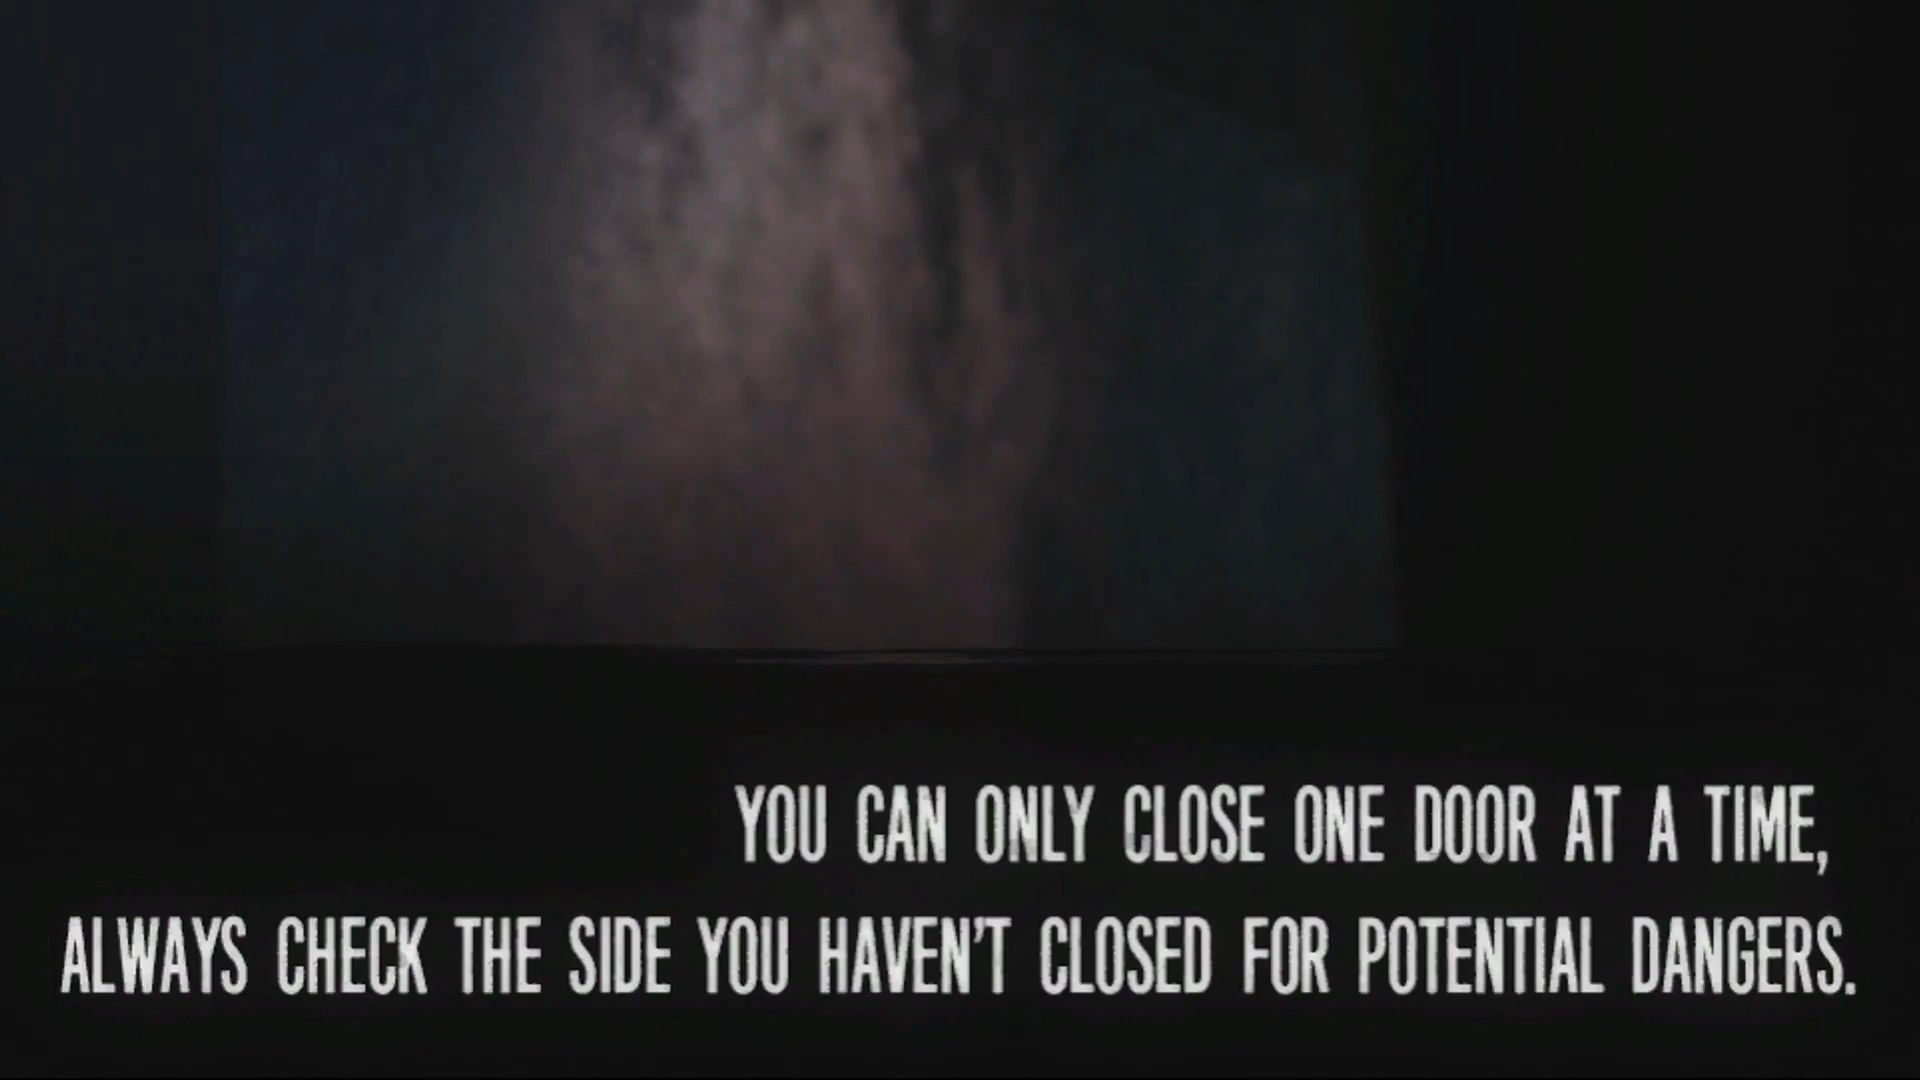 YOU CAN ONLY CLOSE ONE DOOR AT A TIME,
ALWAYS CHECK THE SIDE YOU HAVEN'T CLOSED FOR POTENTIAL DANGERS.